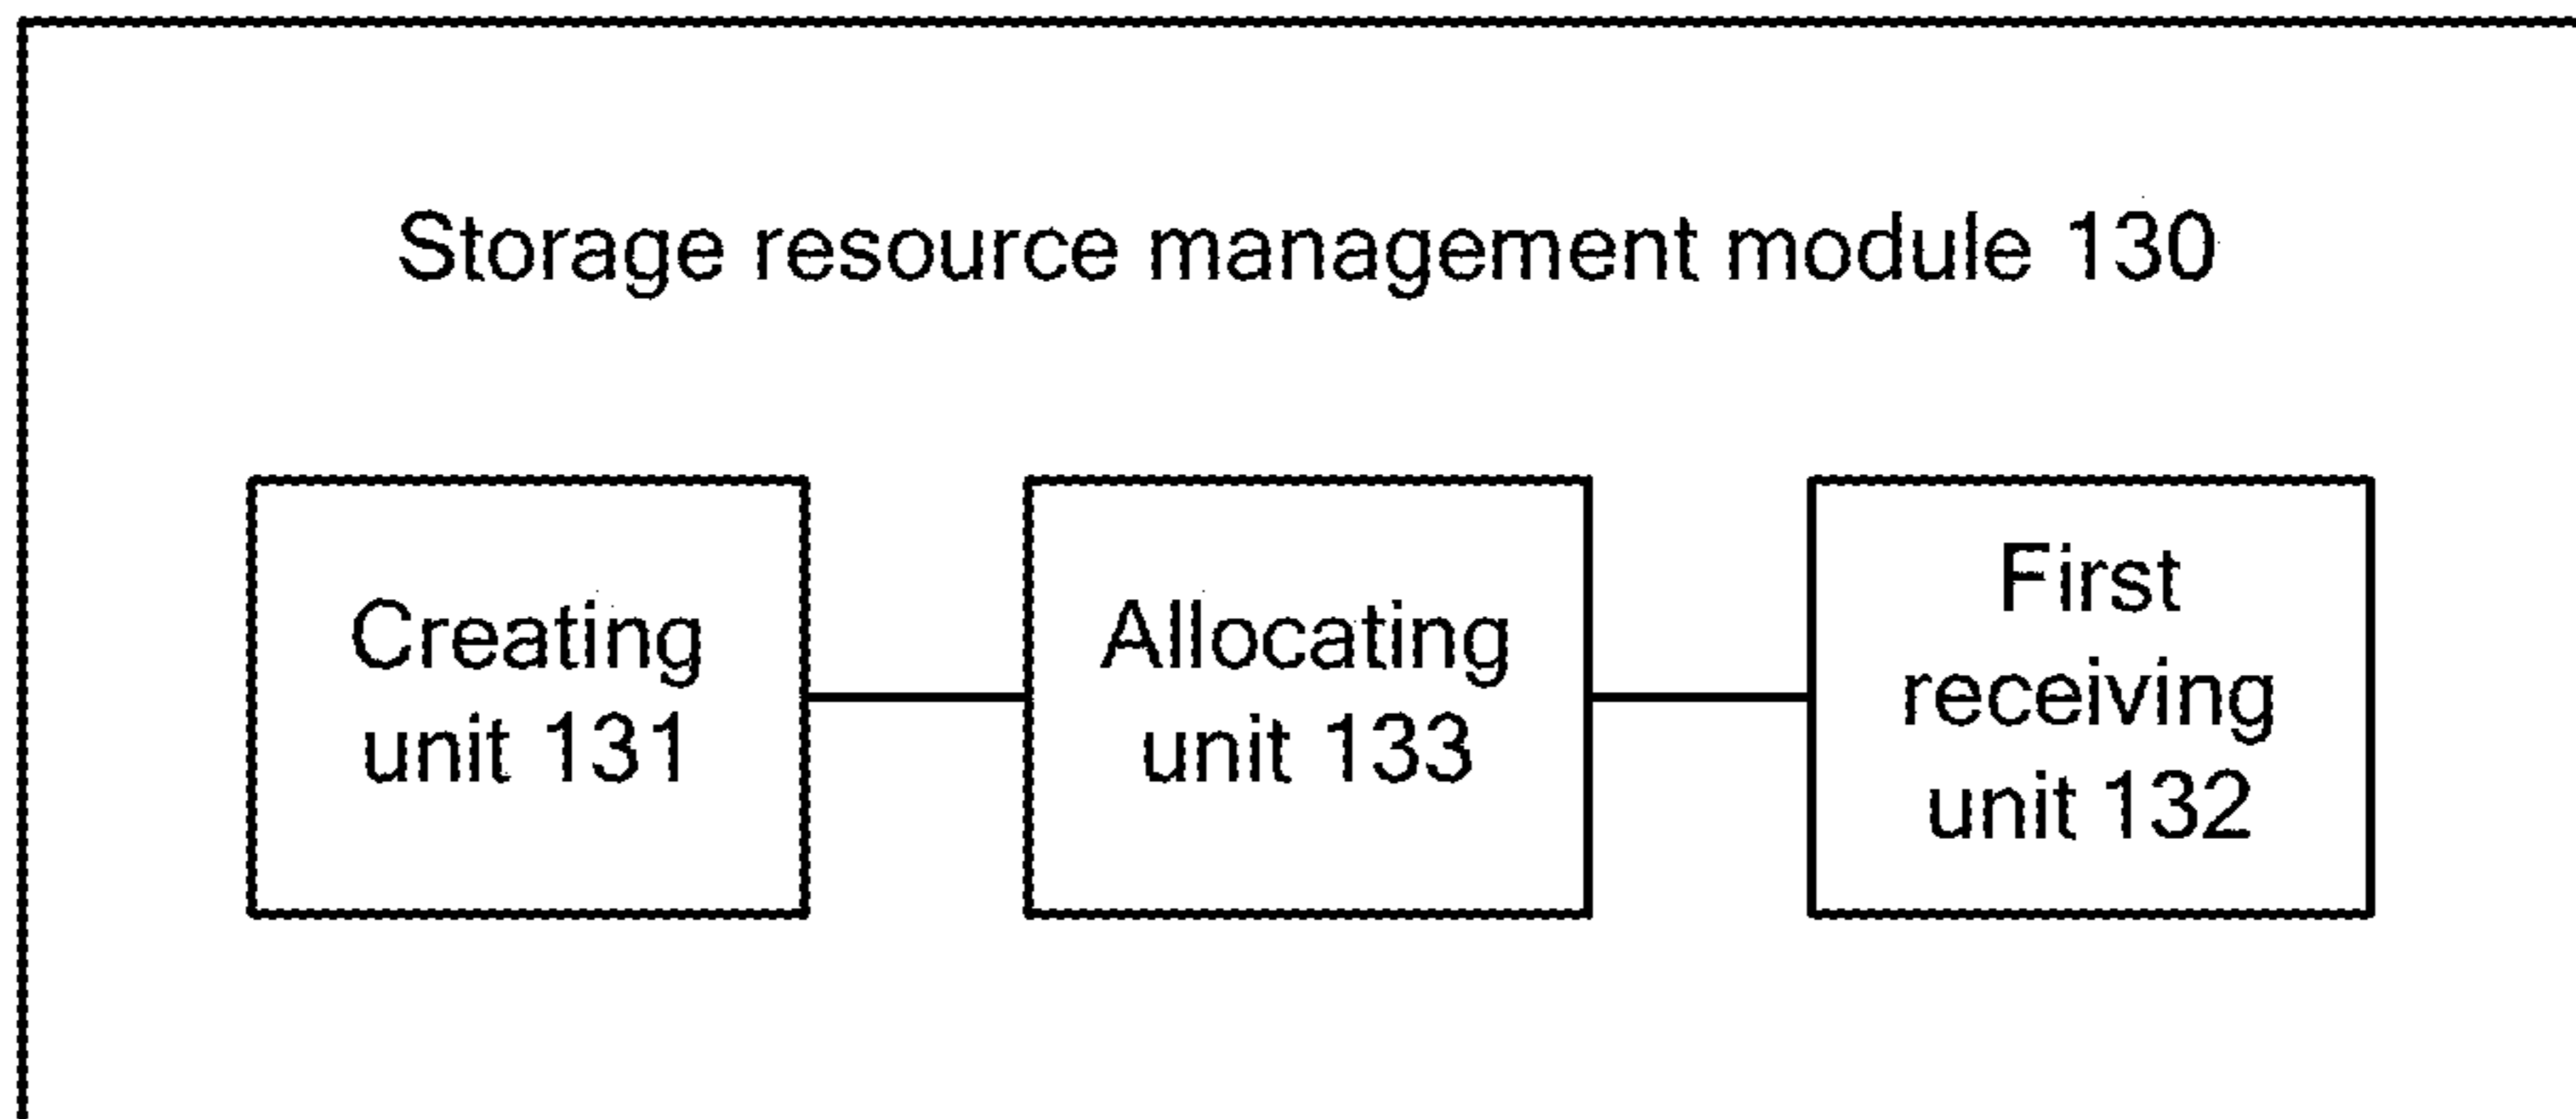 Storage resource management module 130
Creating
unit 131
Allocating
unit 133
First
receiving
unit 132